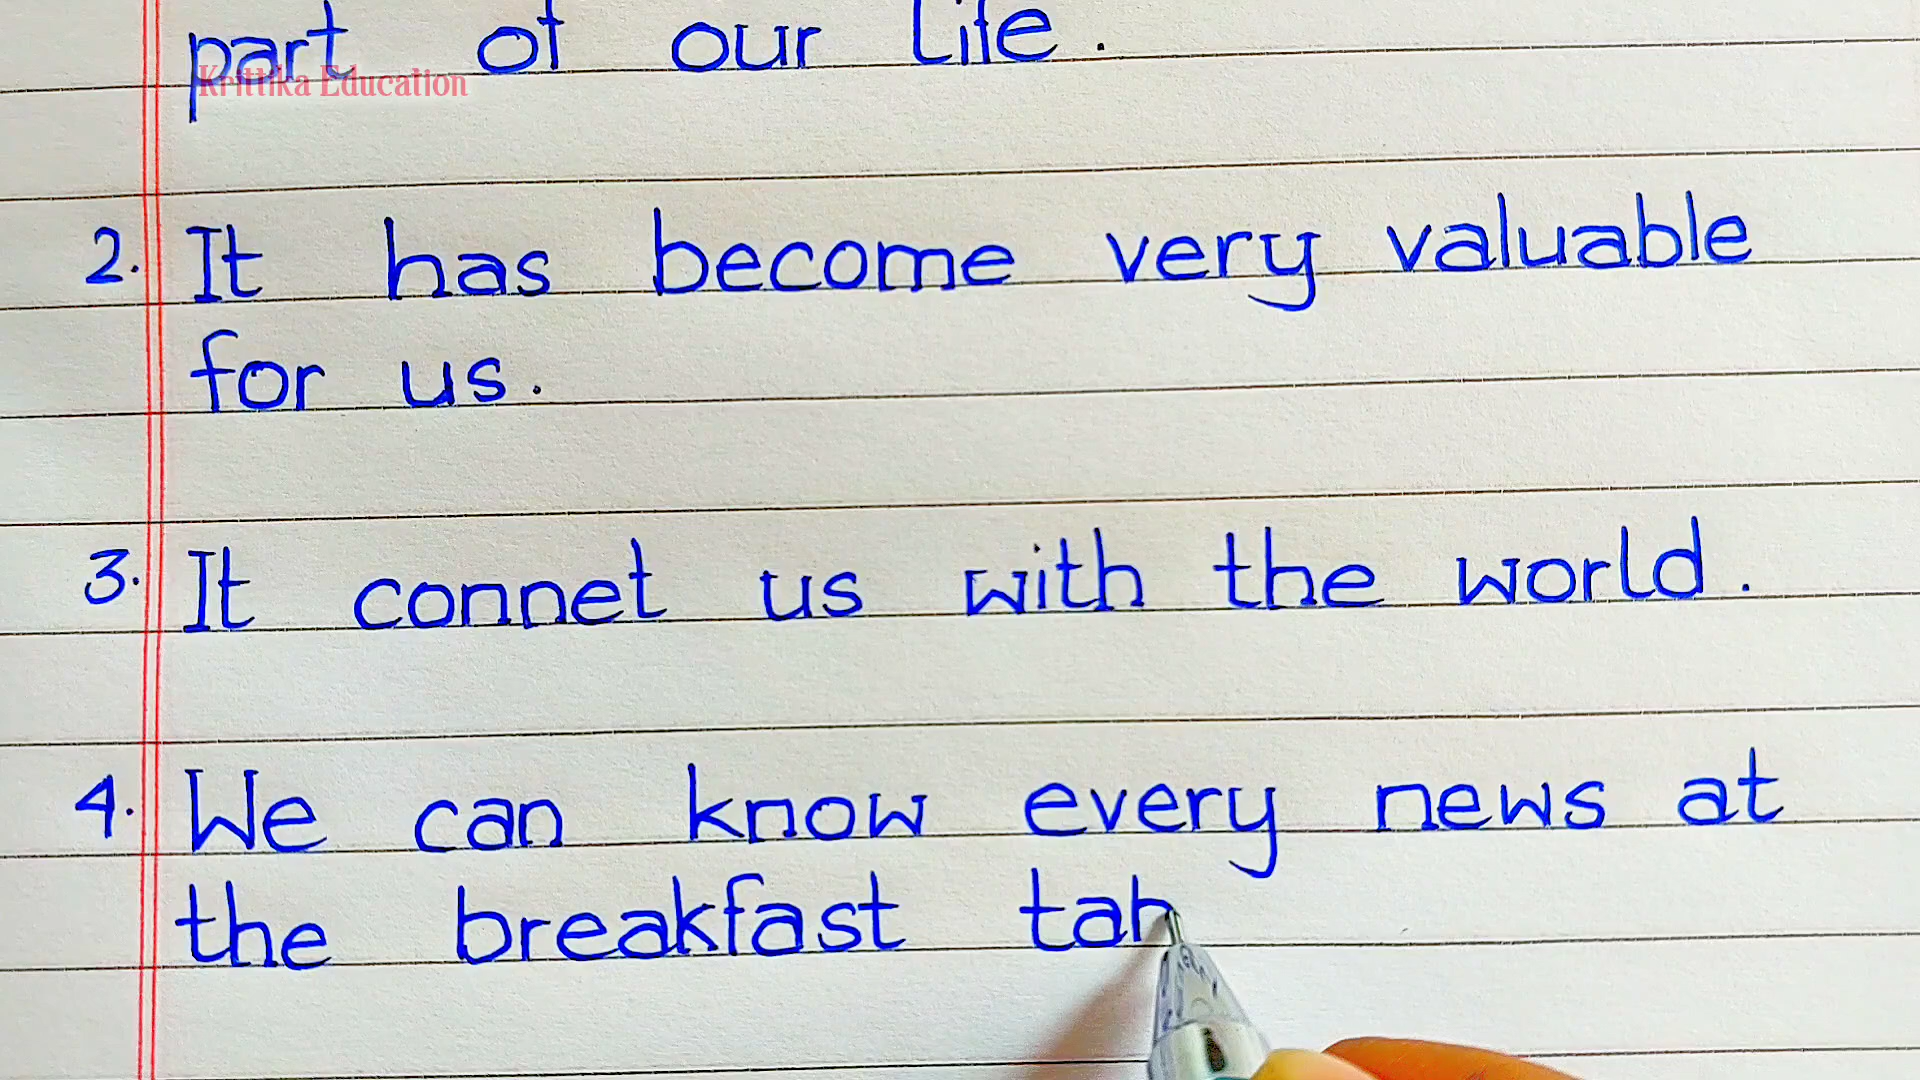 part of our life.
Krittika Education
2. It has become very valuable
for us.
3. It connet us with the world.
4. We can know every news at
the breakfast tab